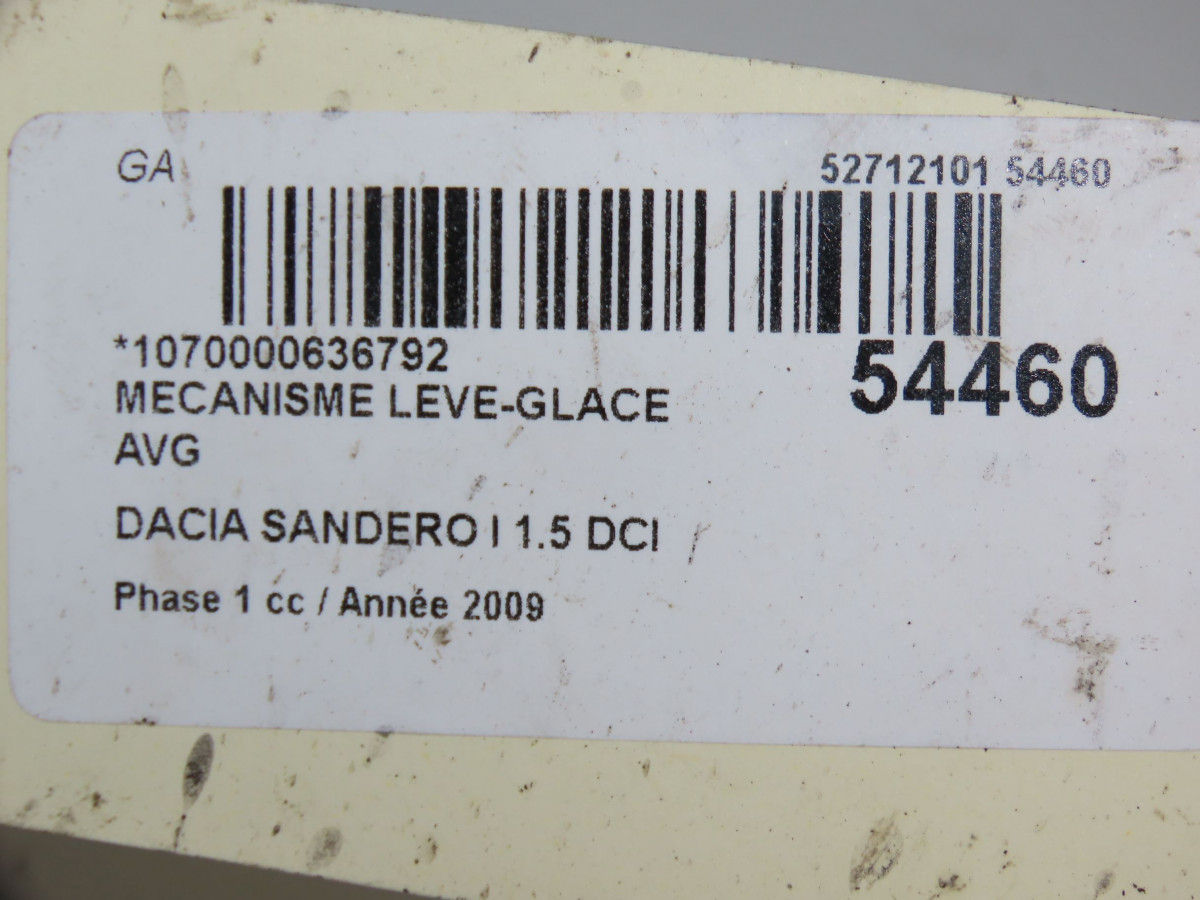 GA
52712101 54460
*1070000636792
54460
MECANISME LEVE-GLACE
AVG
DACIA SANDERO I 1.5 DCI
Phase 1 cc / Année 2009